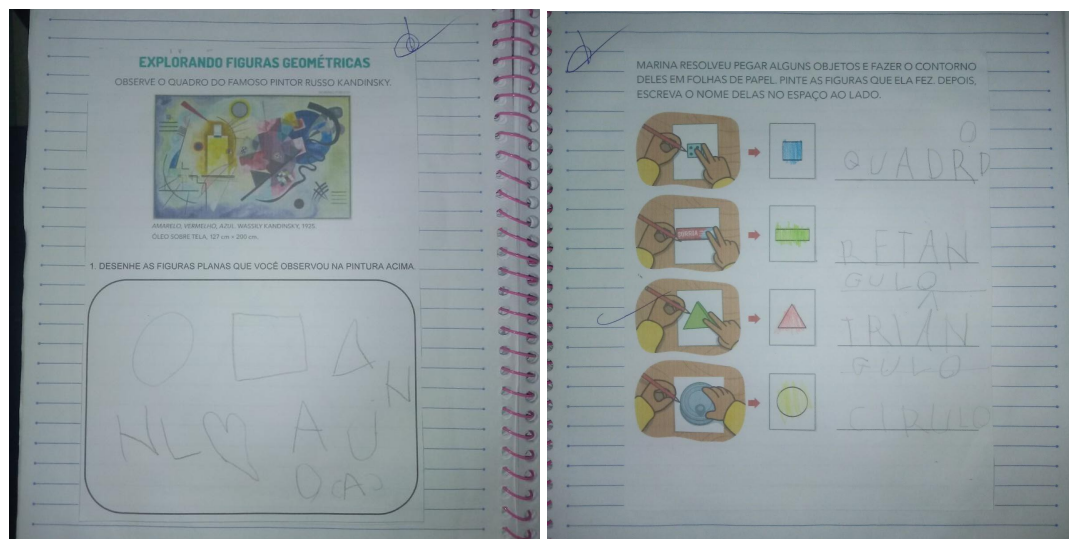 EXPLORANDO FIGURAS GEOMÉTRICAS
OBSERVE O QUADRO DO FAMOSO PINTOR RUSSO KANDINSKY.
AMARELO, VERMELHO, AZUL. WASSILY KANDINSKY, 1925.
ÓLEO SOBRE TELA, 127 cm × 200 cm.
1. DESENHE AS FIGURAS PLANAS QUE VOCÊ OBSERVOU NA PINTURA ACIMA.
MARINA RESOLVEU PEGAR ALGUNS OBJETOS E FAZER O CONTORNO
DELES EM FOLHAS DE PAPEL. PINTE AS FIGURAS QUE ELA FEZ. DEPOIS,
ESCREVA O NOME DELAS NO ESPAÇO AO LADO.
O
QUADRD
RETAN
GULO
TRIÂN
GULO